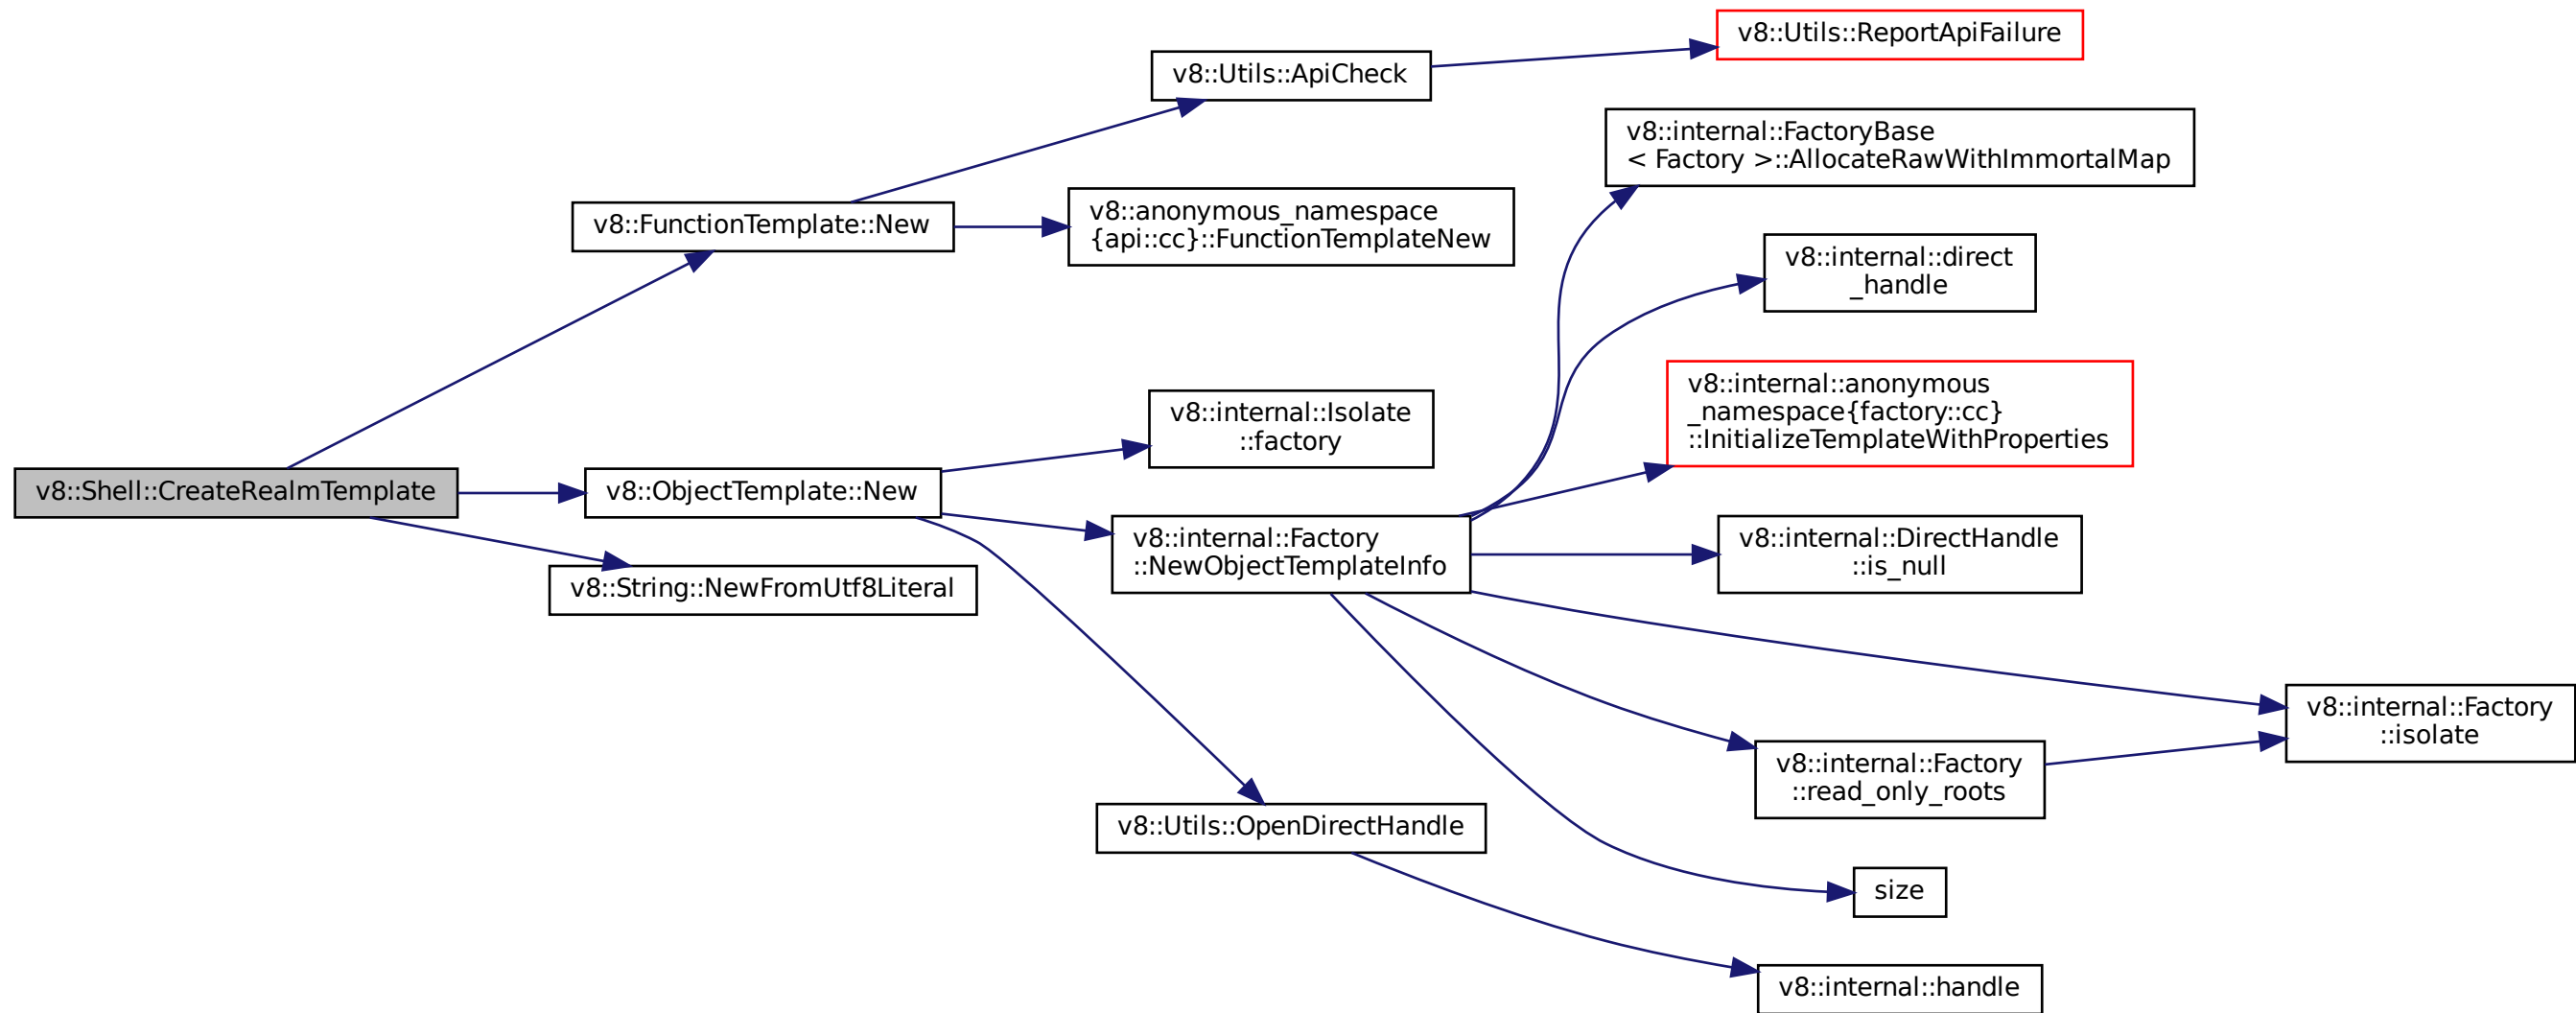 v8::Shell::CreateRealmTemplate
v8::FunctionTemplate::New
v8::Utils::ApiCheck
v8::Utils::ReportApiFailure
v8::anonymous_namespace
{api::cc}::FunctionTemplateNew
v8::ObjectTemplate::New
v8::internal::Isolate
::factory
v8::internal::Factory
::NewObjectTemplateInfo
v8::internal::FactoryBase
< Factory >::AllocateRawWithImmortalMap
v8::internal::direct
_handle
v8::internal::anonymous
_namespace{factory::cc}
::InitializeTemplateWithProperties
v8::internal::DirectHandle
::is_null
v8::internal::Factory
::isolate
v8::internal::Factory
::read_only_roots
size
v8::Utils::OpenDirectHandle
v8::internal::handle
v8::String::NewFromUtf8Literal